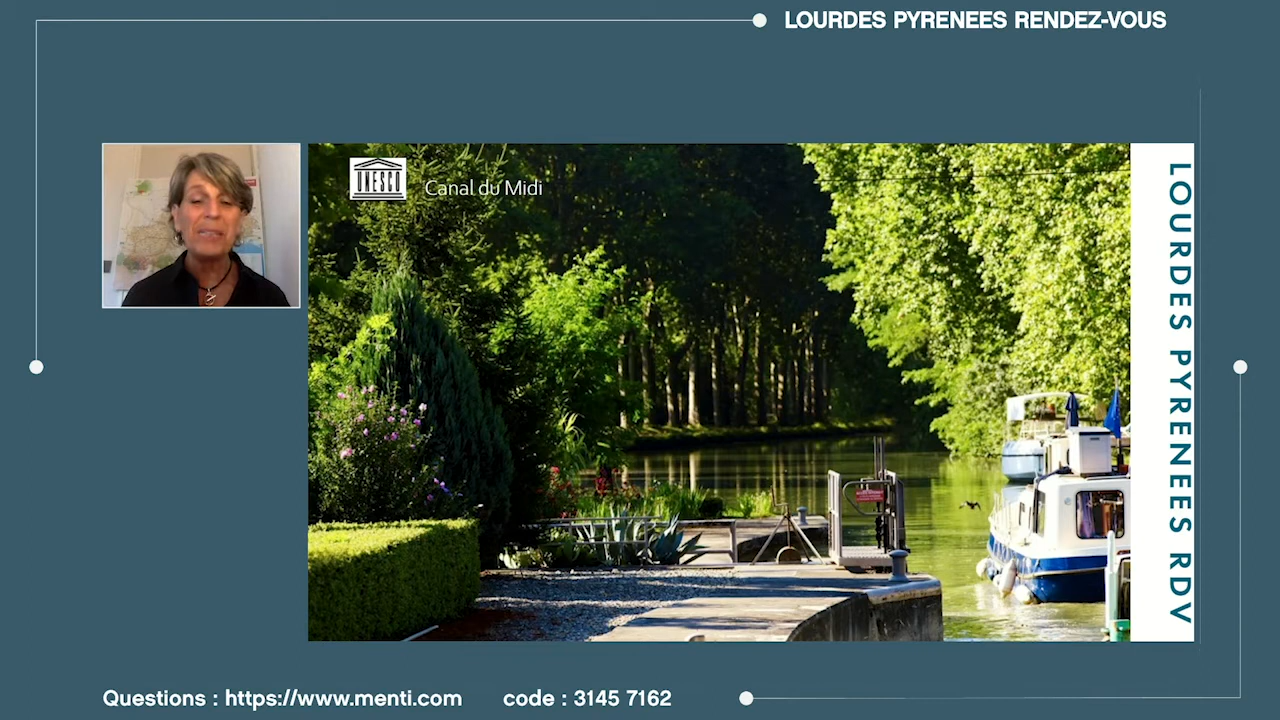 LOURDES PYRENEES RENDEZ-VOUS
UNESCO
Canal du Midi
LOURDES PYRENEES RDV
Questions : https://www.menti.com code : 3145 7162